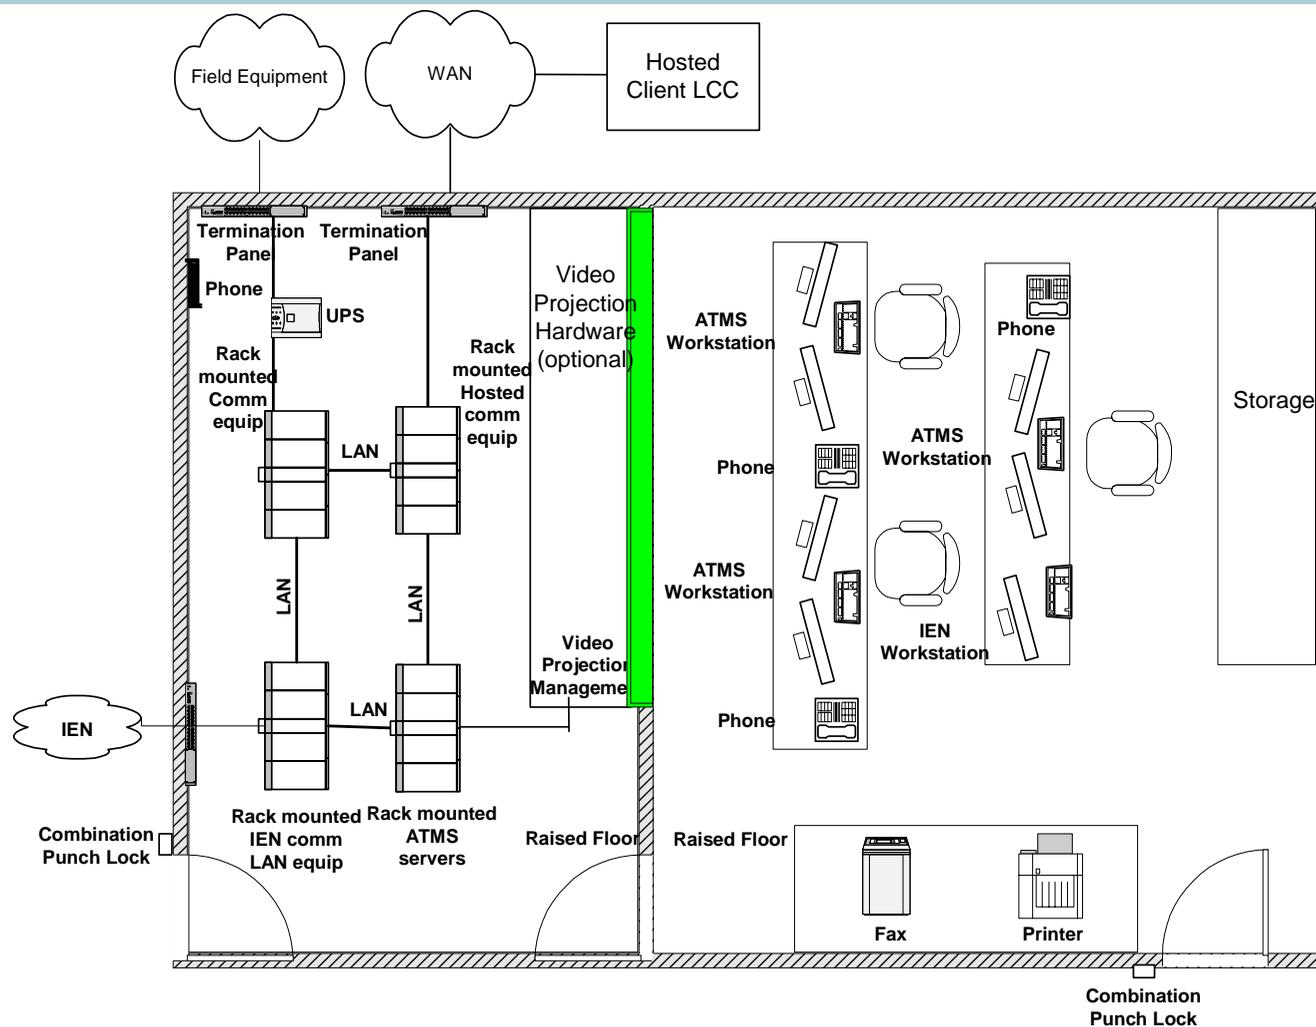 Field Equipment
WAN
Hosted
Client LCC
Termination
Panel
Termination
Panel
Phone
UPS
Video
Projection
Hardware
(optional)
Rack
mounted
Comm
equip
Rack
mounted
Hosted
comm
equip
LAN
LAN
LAN
LAN
Video
Projection
Manageme
IEN
Rack mounted
IEN comm
LAN equip
Rack mounted
ATMS
servers
Combination
Punch Lock
Raised Floor
Raised Floor
ATMS
Workstation
Phone
ATMS
Workstation
Phone
Phone
ATMS
Workstation
IEN
Workstation
Storage
Fax
Printer
Combination
Punch Lock